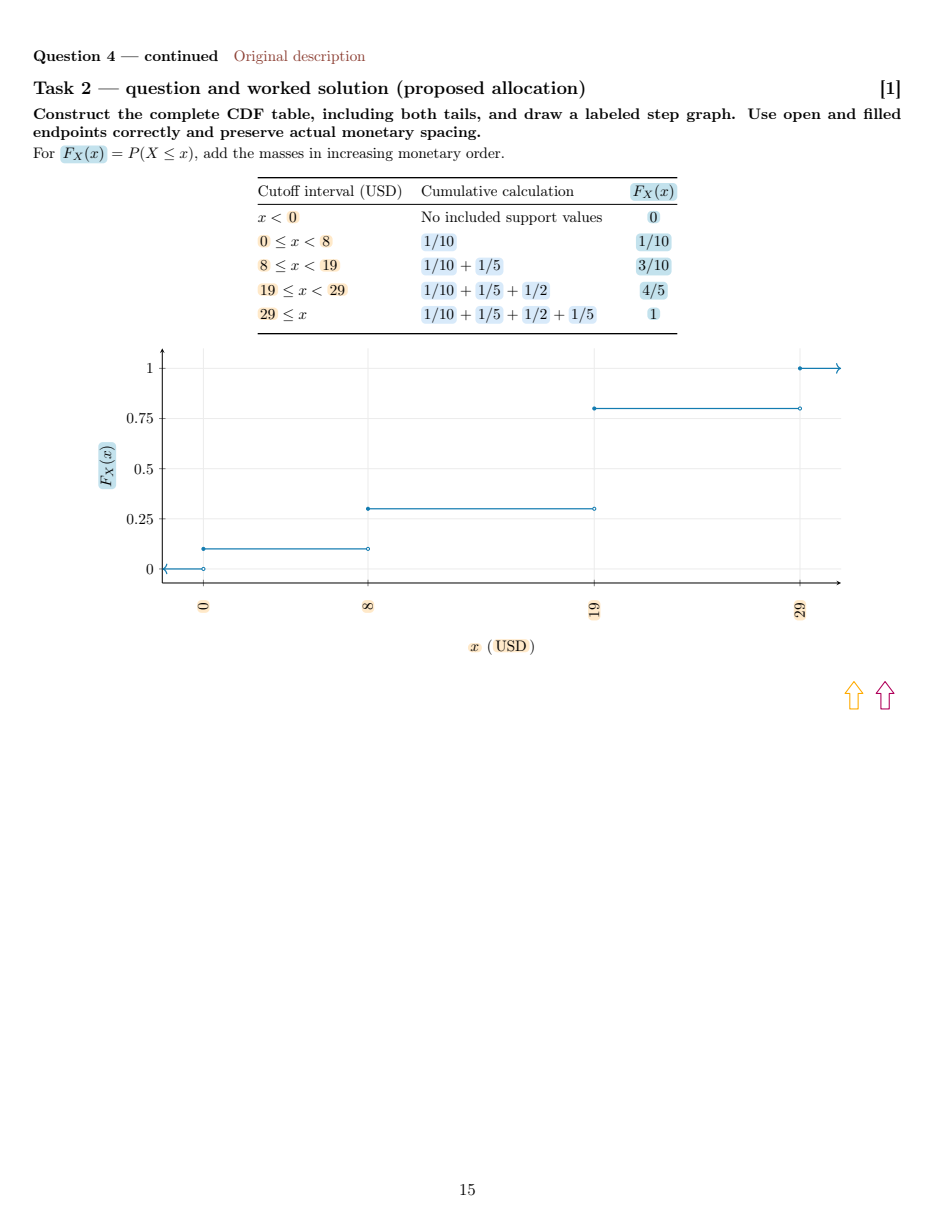 Question 4 — continued Original description
Task 2 — question and worked solution (proposed allocation) [1]
Construct the complete CDF table, including both tails, and draw a labeled step graph. Use open and filled
endpoints correctly and preserve actual monetary spacing.
For F_X(x) = P(X ≤ x), add the masses in increasing monetary order.
Cutoff interval (USD) Cumulative calculation F_X(x)
x < 0 No included support values 0
0 ≤ x < 8 1/10 1/10
8 ≤ x < 19 1/10 + 1/5 3/10
19 ≤ x < 29 1/10 + 1/5 + 1/2 4/5
29 ≤ x 1/10 + 1/5 + 1/2 + 1/5 1
1
0.75
0.5
0.25
0
F_X(x)
0 8 19 29
x (USD)
15